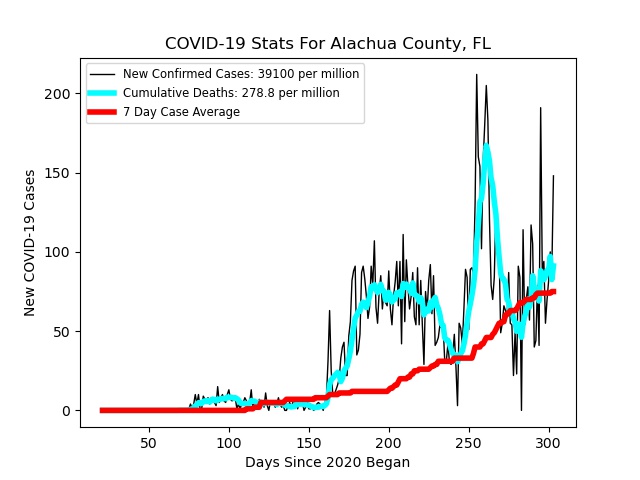 COVID-19 Stats For Alachua County, FL
New Confirmed Cases: 39100 per million
Cumulative Deaths: 278.8 per million
7 Day Case Average
200
150
100
50
0
New COVID-19 Cases
50 100 150 200 250 300
Days Since 2020 Began